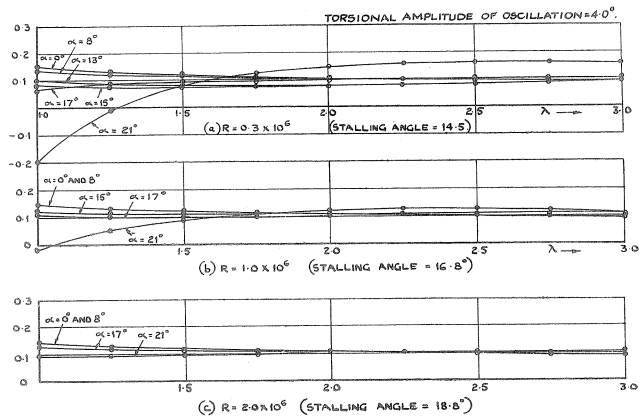 TORSIONAL AMPLITUDE OF OSCILLATION=4.0°.
0.3
α=8°
0.2
α=0°
α=13°
0.1
α=17°
α=15°
1.0
1.5
2.0
2.5
λ
3.0
-0.1
α=21°
(a) R = 0.3 X 10⁶ (STALLING ANGLE = 14.5)
-0.2
0.2
α=0° AND 8°
α=15°
α=17°
0.1
α=21°
0
1.5
2.0
2.5
λ
3.0
(b) R = 1.0 X 10⁶ (STALLING ANGLE = 16.8°)
0.3
0.2
α=0° AND 8°
α=17°
α=21°
0.1
0
1.5
2.0
2.5
3.0
(c) R = 2.0 X 10⁶ (STALLING ANGLE = 18.8°)